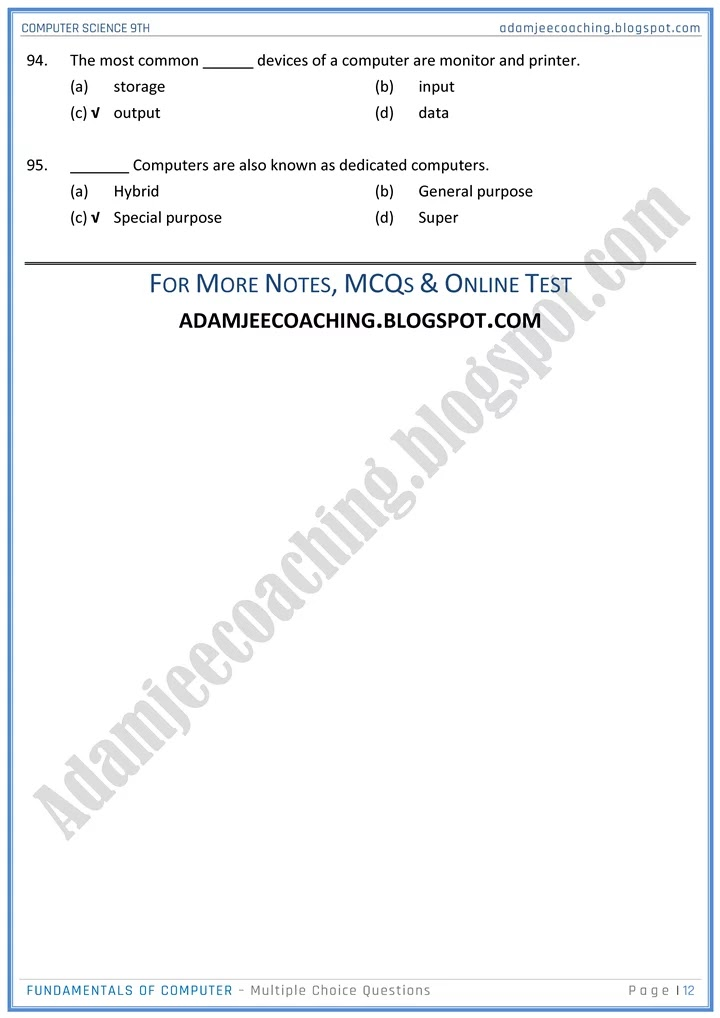 COMPUTER SCIENCE 9TH adamjeecoaching.blogspot.com
94. The most common ______ devices of a computer are monitor and printer.
(a) storage (b) input
(c) √ output (d) data
95. _______ Computers are also known as dedicated computers.
(a) Hybrid (b) General purpose
(c) √ Special purpose (d) Super
FOR MORE NOTES, MCQS & ONLINE TEST
ADAMJEECOACHING.BLOGSPOT.COM
Adamjeecoaching.blogspot.com
FUNDAMENTALS OF COMPUTER – Multiple Choice Questions Page | 12